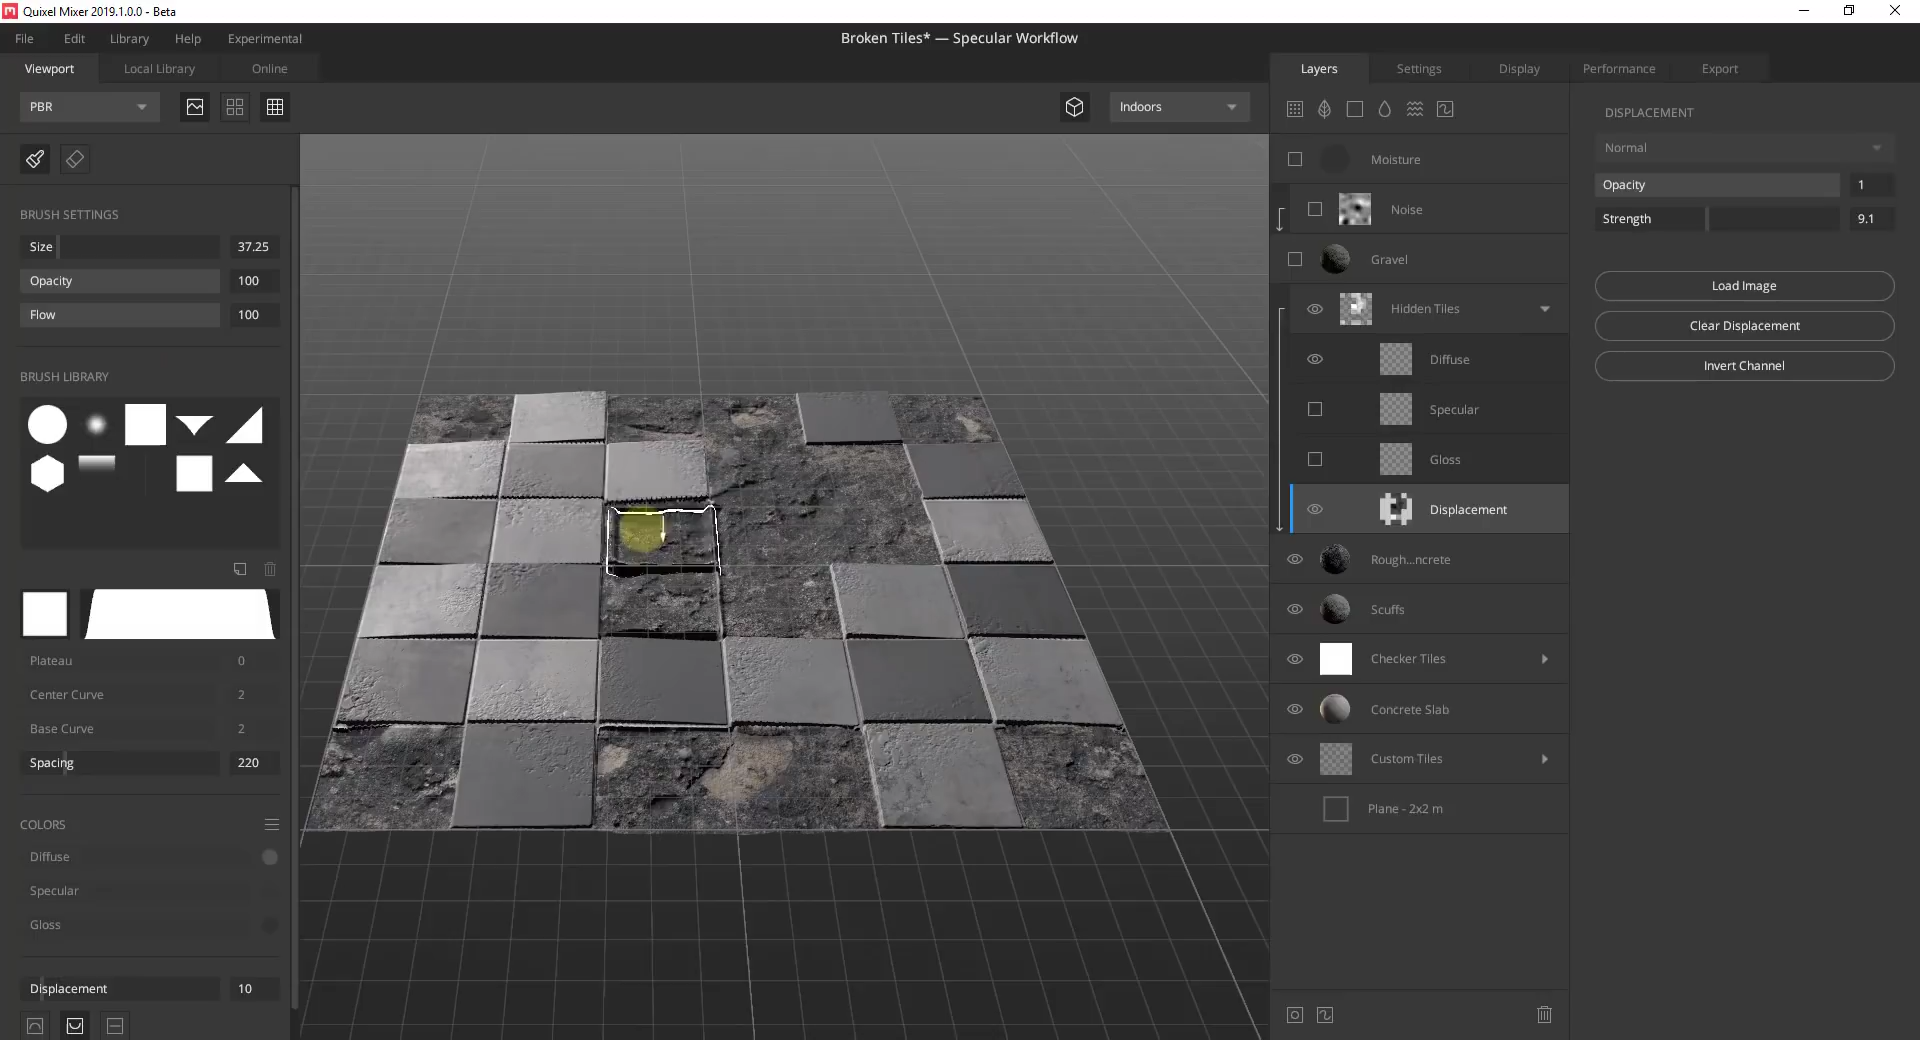 Quixel Mixer 2019.1.0.0 - Beta
File Edit Library Help Experimental
Broken Tiles* — Specular Workflow
Viewport Local Library Online
Layers Settings Display Performance Export
PBR
Indoors
BRUSH SETTINGS
Size 37.25
Opacity 100
Flow 100
BRUSH LIBRARY
Plateau 0
Center Curve 2
Base Curve 2
Spacing 220
COLORS
Diffuse
Specular
Gloss
Displacement 10
Moisture
Noise
Gravel
Hidden Tiles
Diffuse
Specular
Gloss
Displacement
Rough...ncrete
Scuffs
Checker Tiles
Concrete Slab
Custom Tiles
Plane - 2x2 m
DISPLACEMENT
Normal
Opacity 1
Strength 9.1
Load Image
Clear Displacement
Invert Channel